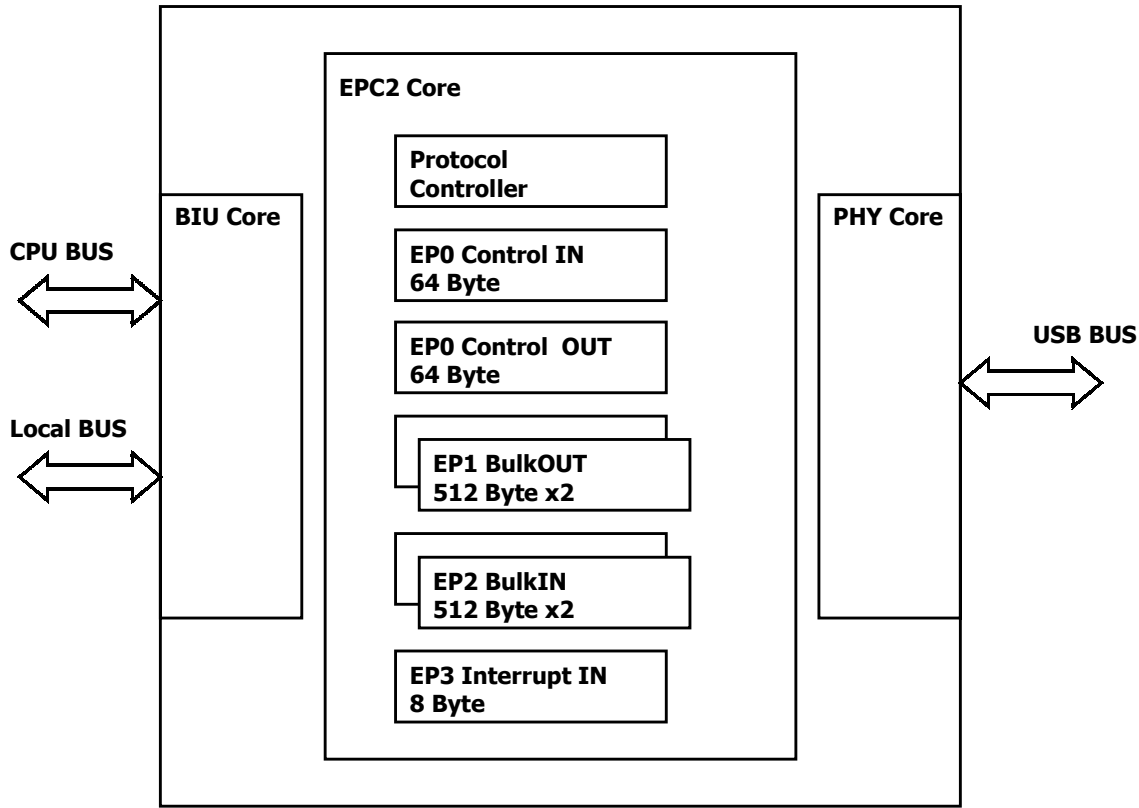 EPC2 Core
Protocol
Controller
BIU Core
PHY Core
CPU BUS
EP0 Control IN
64 Byte
EP0 Control  OUT
64 Byte
USB BUS
Local BUS
EP1 BulkOUT
512 Byte x2
EP2 BulkIN
512 Byte x2
EP3 Interrupt IN
8 Byte